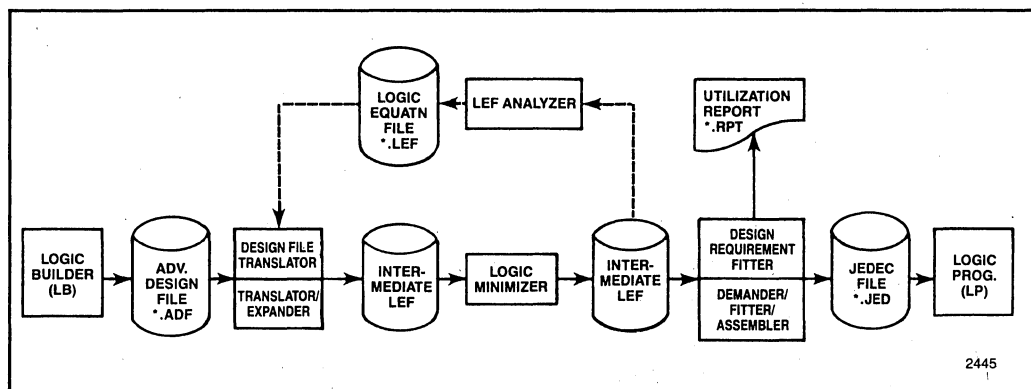 LOGIC
EQUATN
FILE
*.LEF
LEF ANALYZER
UTILIZATION
REPORT
*.RPT
LOGIC
BUILDER
(LB)
ADV.
DESIGN
FILE
*.ADF
DESIGN FILE
TRANSLATOR
TRANSLATOR/
EXPANDER
INTER-
MEDIATE
LEF
LOGIC
MINIMIZER
INTER-
MEDIATE
LEF
DESIGN
REQUIREMENT
FITTER
DEMANDER/
FITTER/
ASSEMBLER
JEDEC
FILE
*.JED
LOGIC
PROG.
(LP)
2445